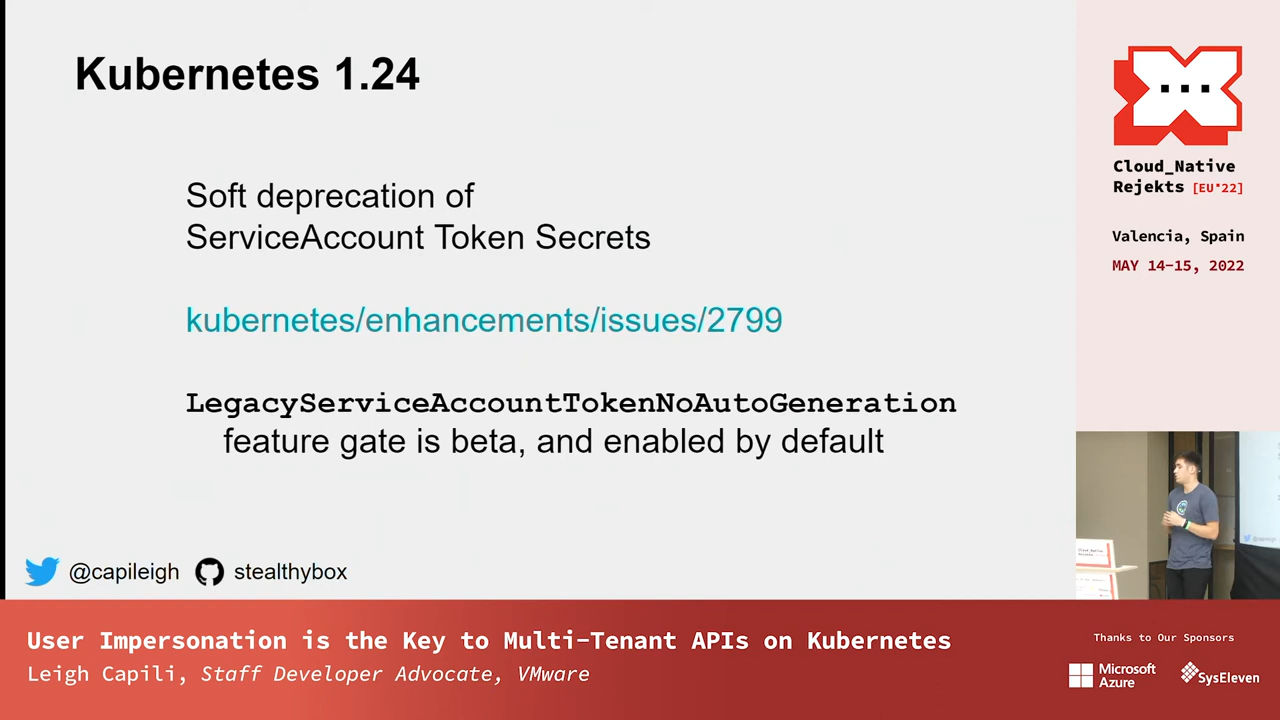 Kubernetes 1.24
Soft deprecation of
ServiceAccount Token Secrets
kubernetes/enhancements/issues/2799
LegacyServiceAccountTokenNoAutoGeneration
feature gate is beta, and enabled by default
@capileigh stealthybox
Cloud_Native
Rejekts [EU*22]
Valencia, Spain
MAY 14-15, 2022
User Impersonation is the Key to Multi-Tenant APIs on Kubernetes
Leigh Capili, Staff Developer Advocate, VMware
Thanks to Our Sponsors
Microsoft
Azure
SysEleven